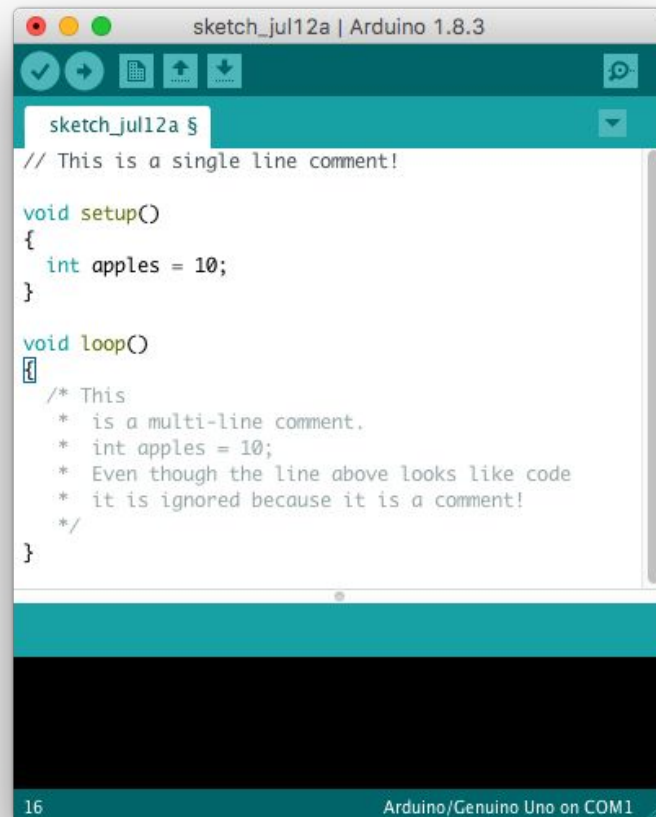 sketch_jul12a | Arduino 1.8.3
sketch_jul12a §
// This is a single line comment!
void setup()
{
  int apples = 10;
}
void loop()
{
  /* This
   *  is a multi-line comment.
   *  int apples = 10;
   *  Even though the line above looks like code
   *  it is ignored because it is a comment!
   */
}
16 Arduino/Genuino Uno on COM1